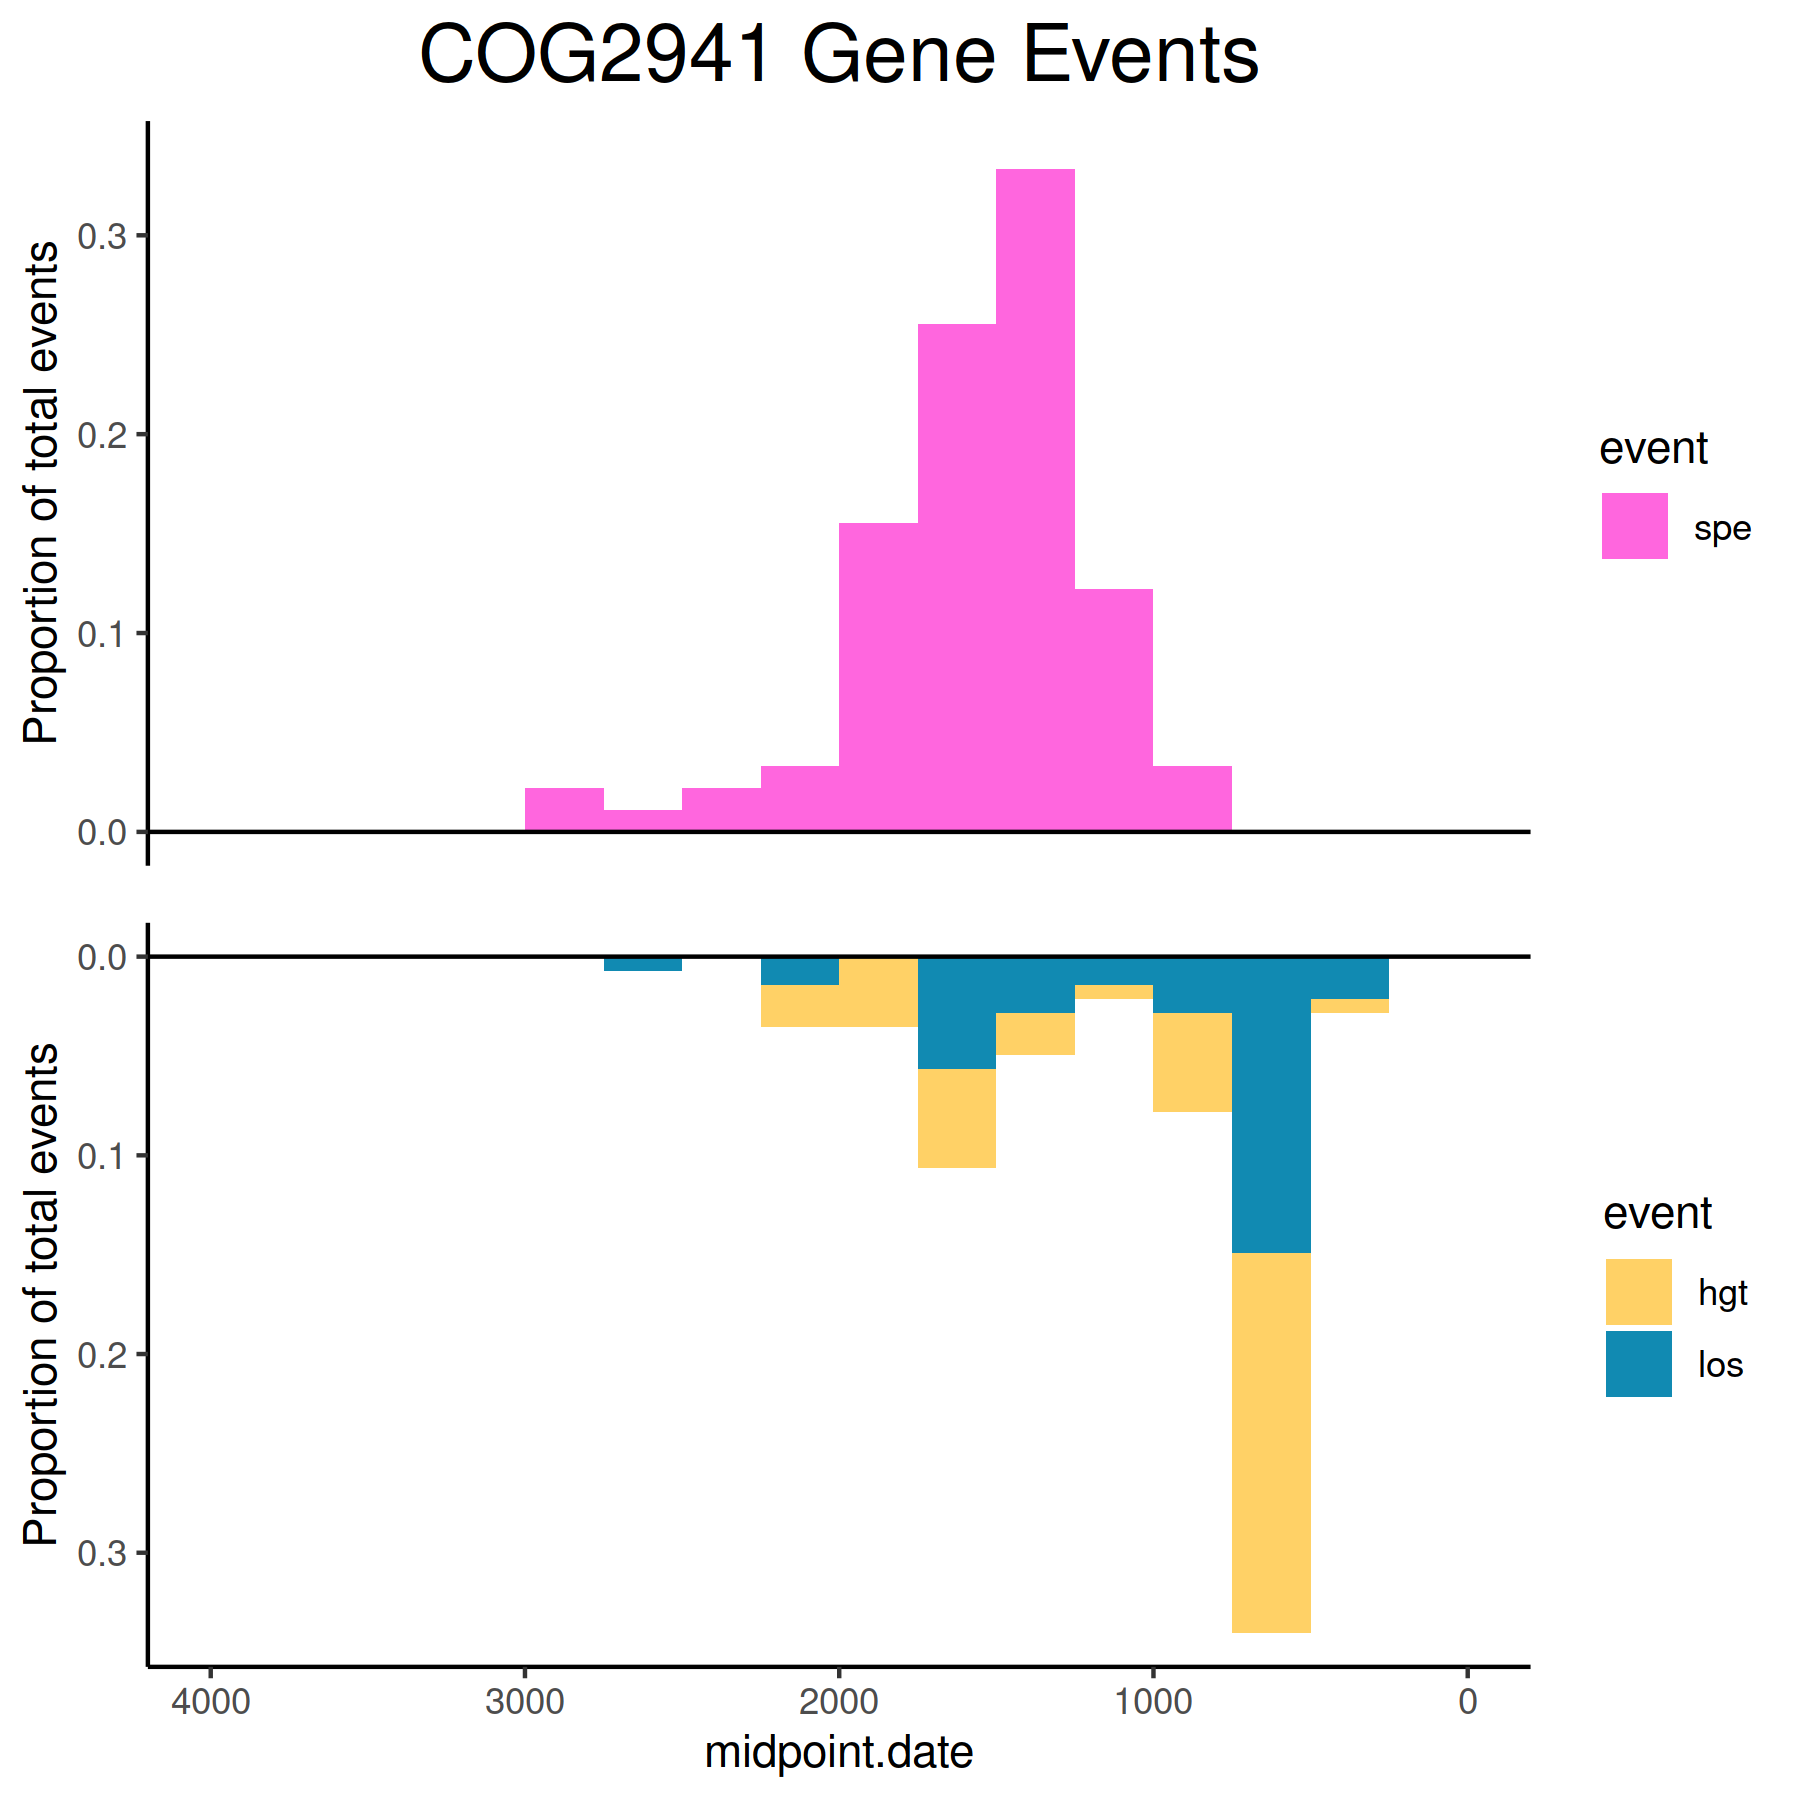 COG2941 Gene Events
Proportion of total events
0.3
0.2
0.1
0.0
event
spe
Proportion of total events
0.0
0.1
0.2
0.3
event
hgt
los
4000 3000 2000 1000 0
midpoint.date